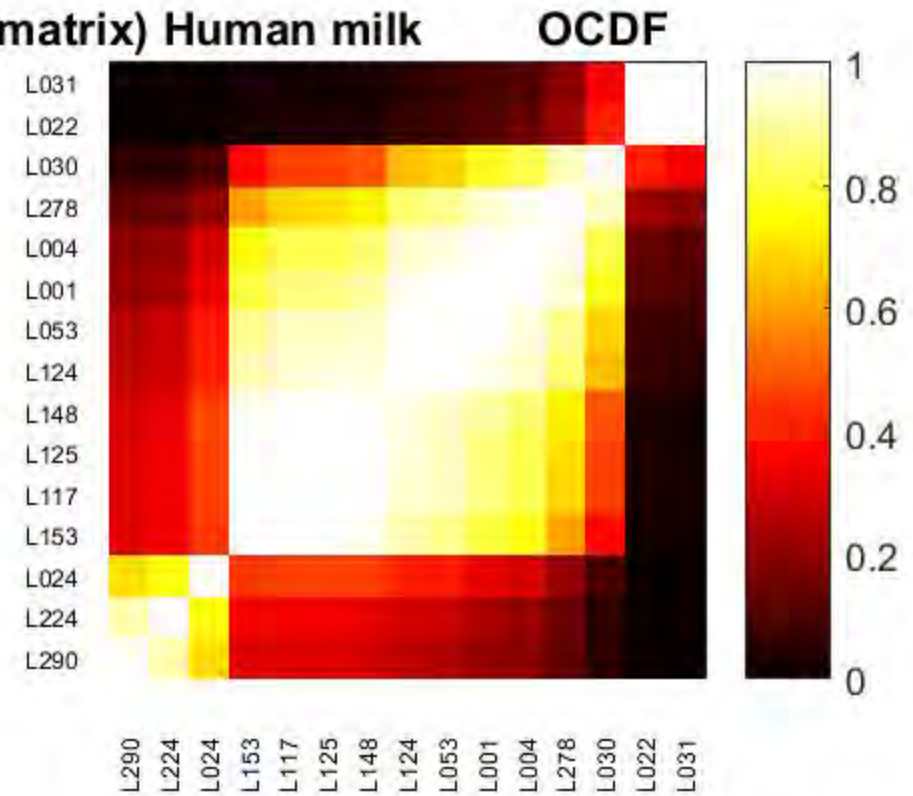 matrix) Human milk OCDF
L031
L022
L030
L278
L004
L001
L053
L124
L148
L125
L117
L153
L024
L224
L290
1
0.8
0.6
0.4
0.2
0
L290
L224
L024
L153
L117
L125
L148
L124
L053
L001
L004
L278
L030
L022
L031